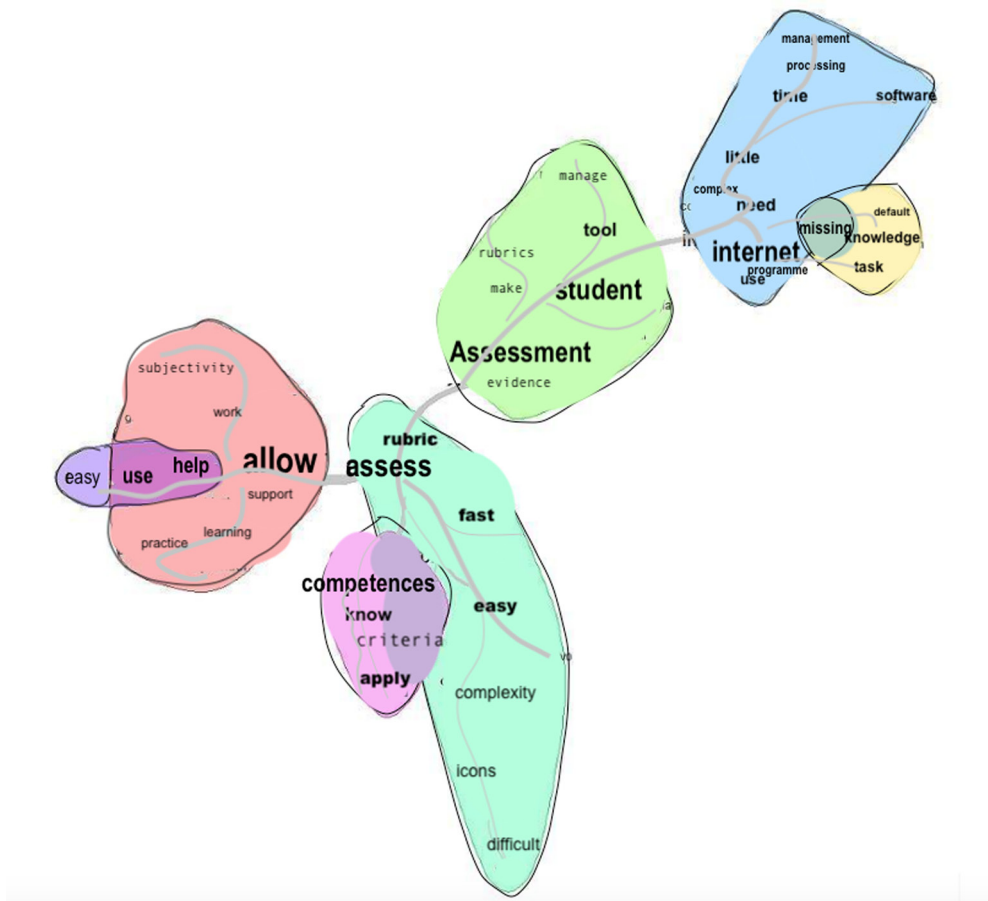 management
processing
time
software
little
complex
need
internet
programme
use
missing
default
knowledge
task
manage
tool
rubrics
make
student
Assessment
evidence
subjectivity
work
allow
help
use
easy
support
learning
practice
rubric
assess
fast
easy
competences
know
criteria
apply
complexity
icons
difficult